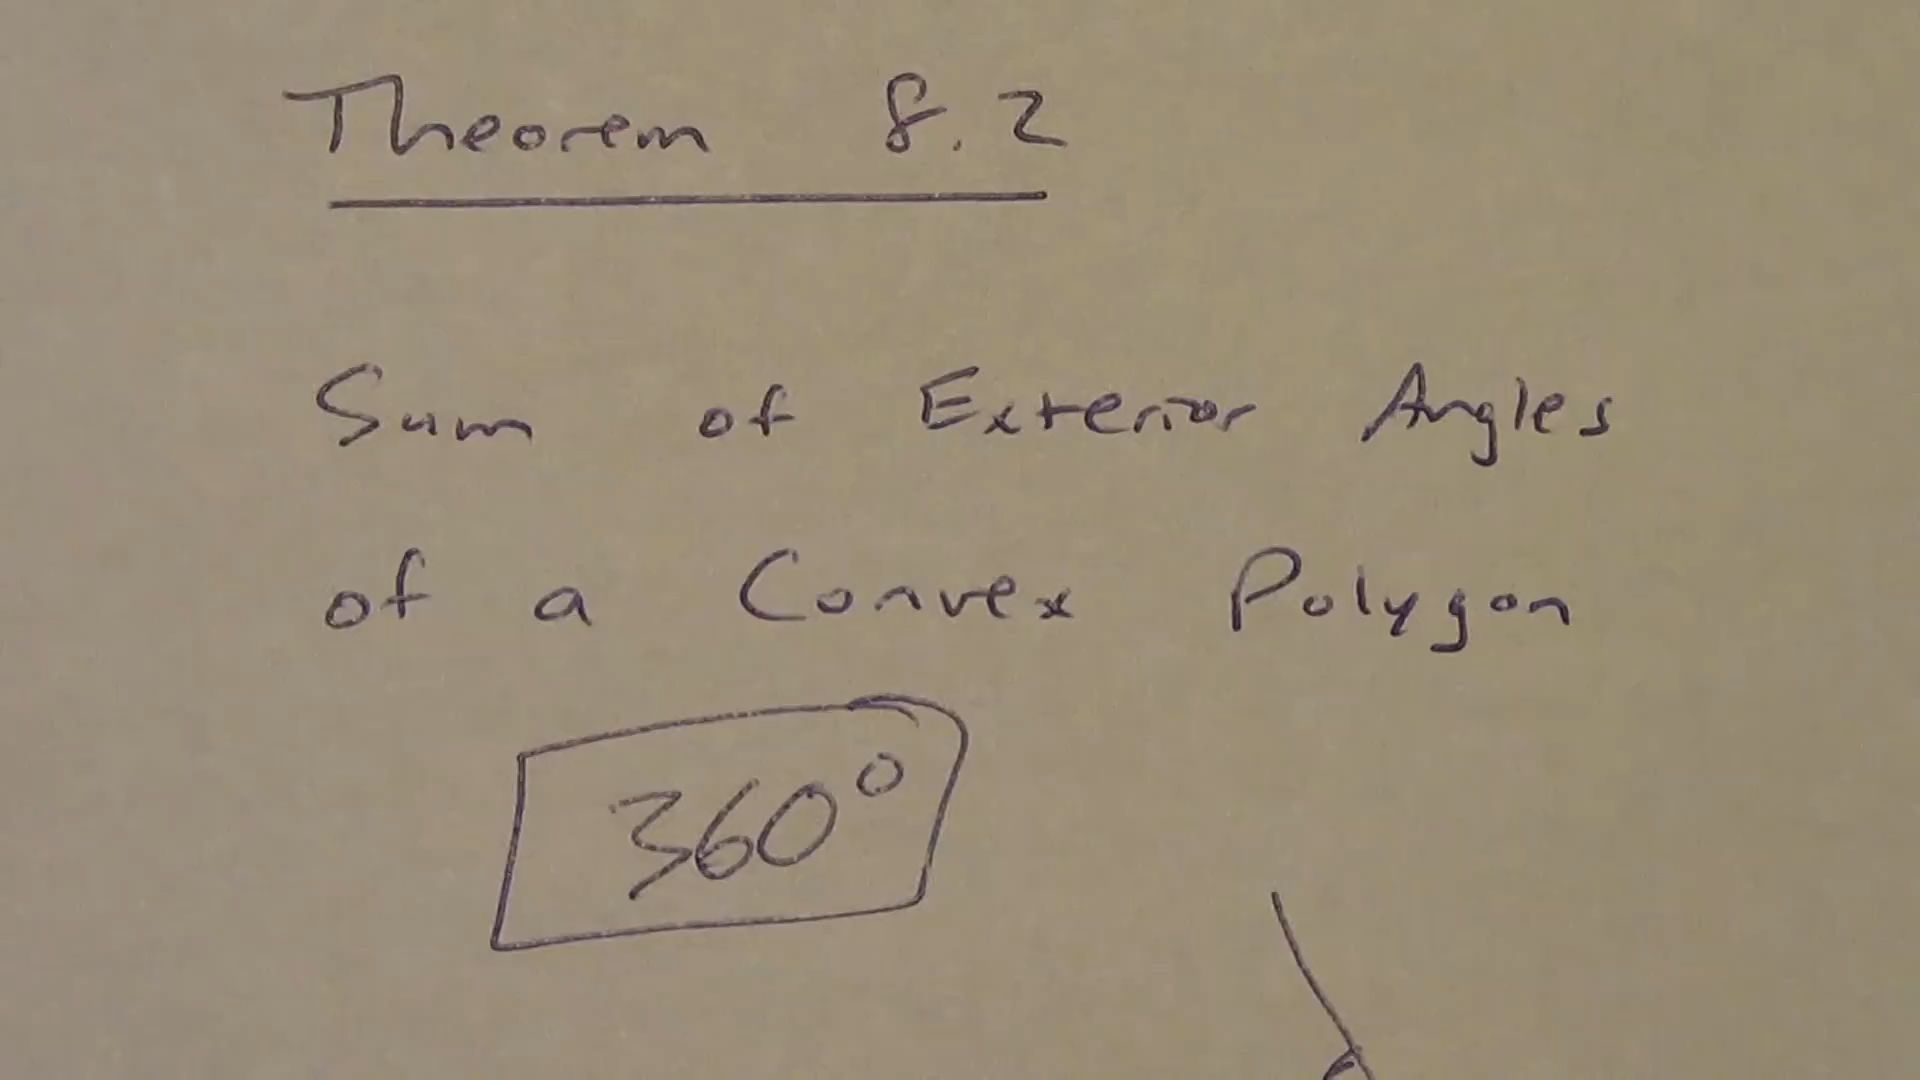 Theorem 8.2
Sum of Exterior Angles
of a Convex Polygon
360°